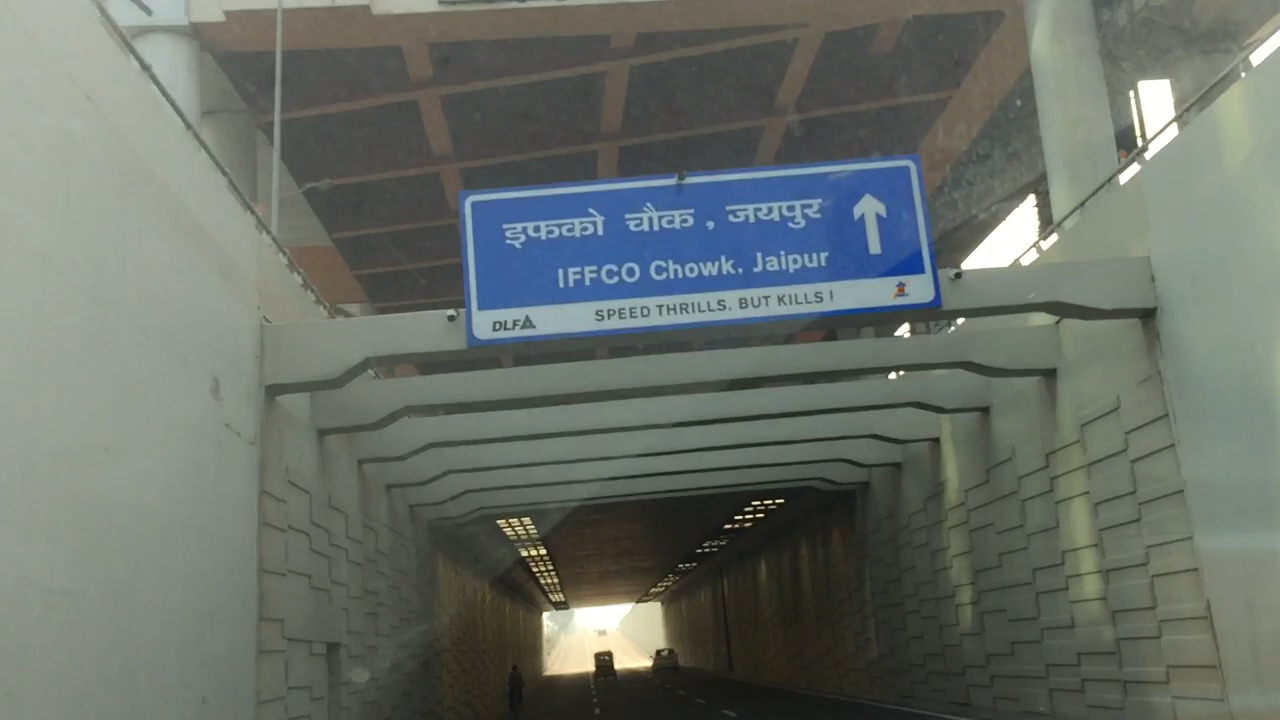 इफको चौक , जयपुर
IFFCO Chowk, Jaipur
SPEED THRILLS. BUT KILLS !
DLF